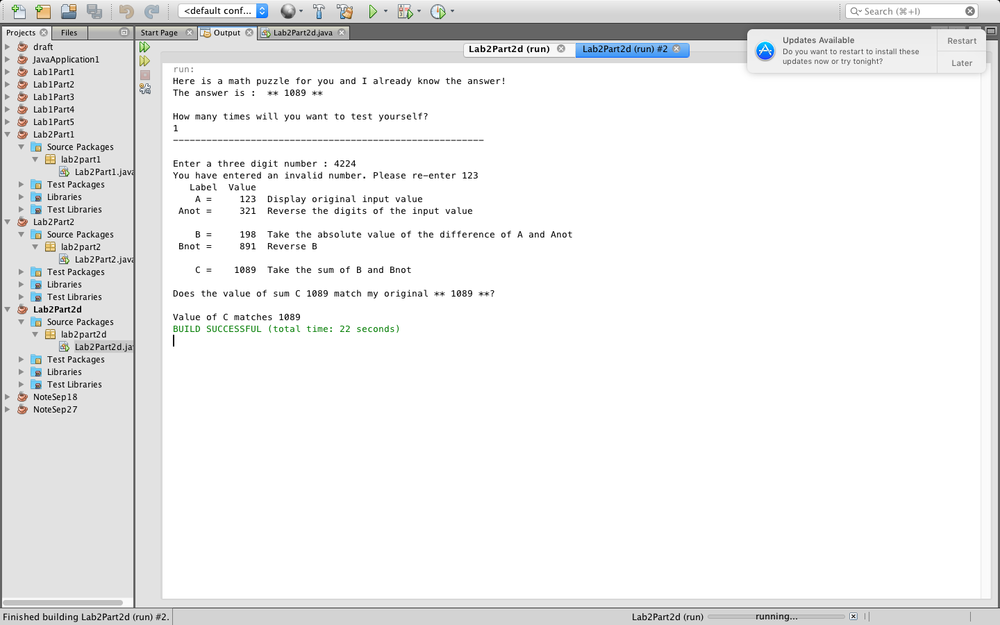 <default conf...
Search (⌘+I)
Projects
Files
Start Page
Output
Lab2Part2d.java
Updates Available
Do you want to restart to install these
updates now or try tonight?
Restart
Later
Lab2Part2d (run)
Lab2Part2d (run) #2
draft
JavaApplication1
Lab1Part1
Lab1Part2
Lab1Part3
Lab1Part4
Lab1Part5
Lab2Part1
Source Packages
lab2part1
Lab2Part1.java
Test Packages
Libraries
Test Libraries
Lab2Part2
Source Packages
lab2part2
Lab2Part2.java
Test Packages
Libraries
Test Libraries
Lab2Part2d
Source Packages
lab2part2d
Lab2Part2d.ja
Test Packages
Libraries
Test Libraries
NoteSep18
NoteSep27
run:
Here is a math puzzle for you and I already know the answer!
The answer is :  ** 1089 **
How many times will you want to test yourself?
1
--------------------------------------------------------
Enter a three digit number : 4224
You have entered an invalid number. Please re-enter 123
Label  Value
A =     123  Display original input value
Anot =     321  Reverse the digits of the input value
B =     198  Take the absolute value of the difference of A and Anot
Bnot =     891  Reverse B
C =    1089  Take the sum of B and Bnot
Does the value of sum C 1089 match my original ** 1089 **?
Value of C matches 1089
BUILD SUCCESSFUL (total time: 22 seconds)
Finished building Lab2Part2d (run) #2.
Lab2Part2d (run)
running...